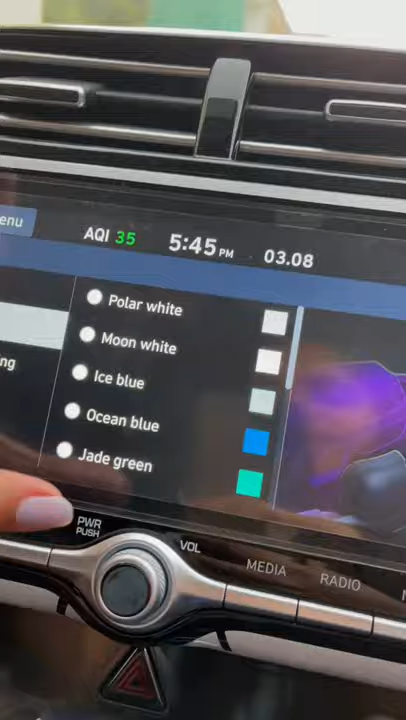 enu
AQI 35
5:45 PM
03.08
Polar white
Moon white
ng
Ice blue
Ocean blue
Jade green
PWR
PUSH
VOL
MEDIA
RADIO